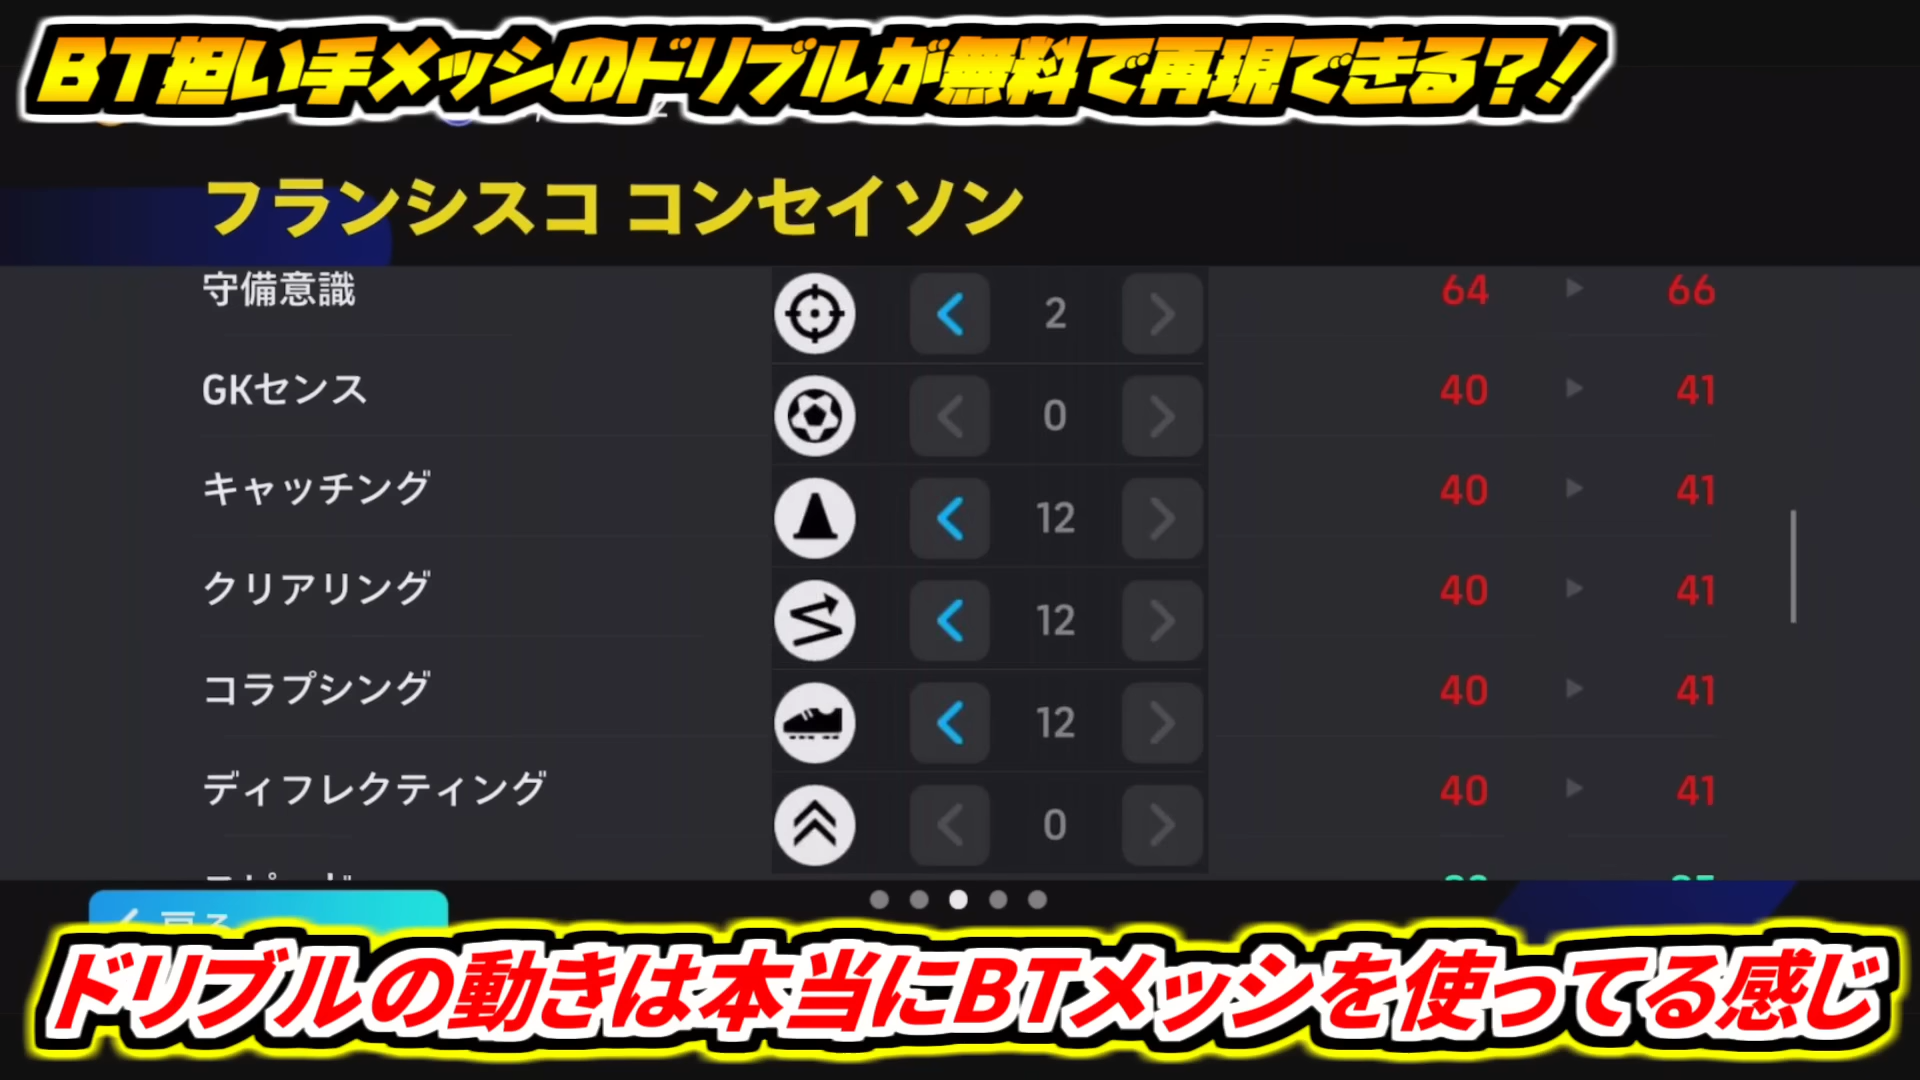 BT担い手メッシのドリブルが無料で再現できる?!
フランシスコ コンセイソン
守備意識 2 64 66
GKセンス 0 40 41
キャッチング 12 40 41
クリアリング 12 40 41
コラプシング 12 40 41
ディフレクティング 0 40 41
ドリブルの動きは本当にBTメッシを使ってる感じ